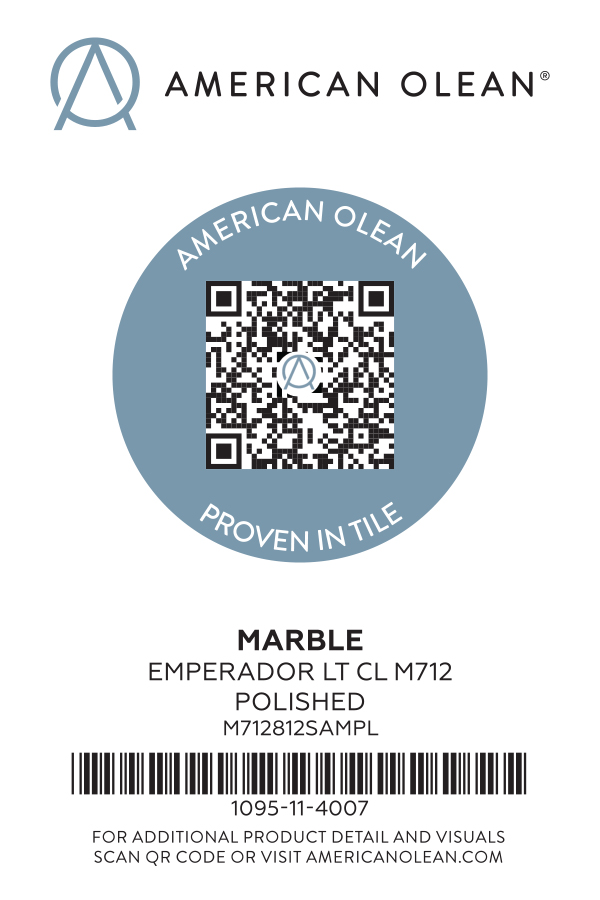 AMERICAN OLEAN®
AMERICAN OLEAN
PROVEN IN TILE
MARBLE
EMPERADOR LT CL M712
POLISHED
M712812SAMPL
1095-11-4007
FOR ADDITIONAL PRODUCT DETAIL AND VISUALS
SCAN QR CODE OR VISIT AMERICANOLEAN.COM